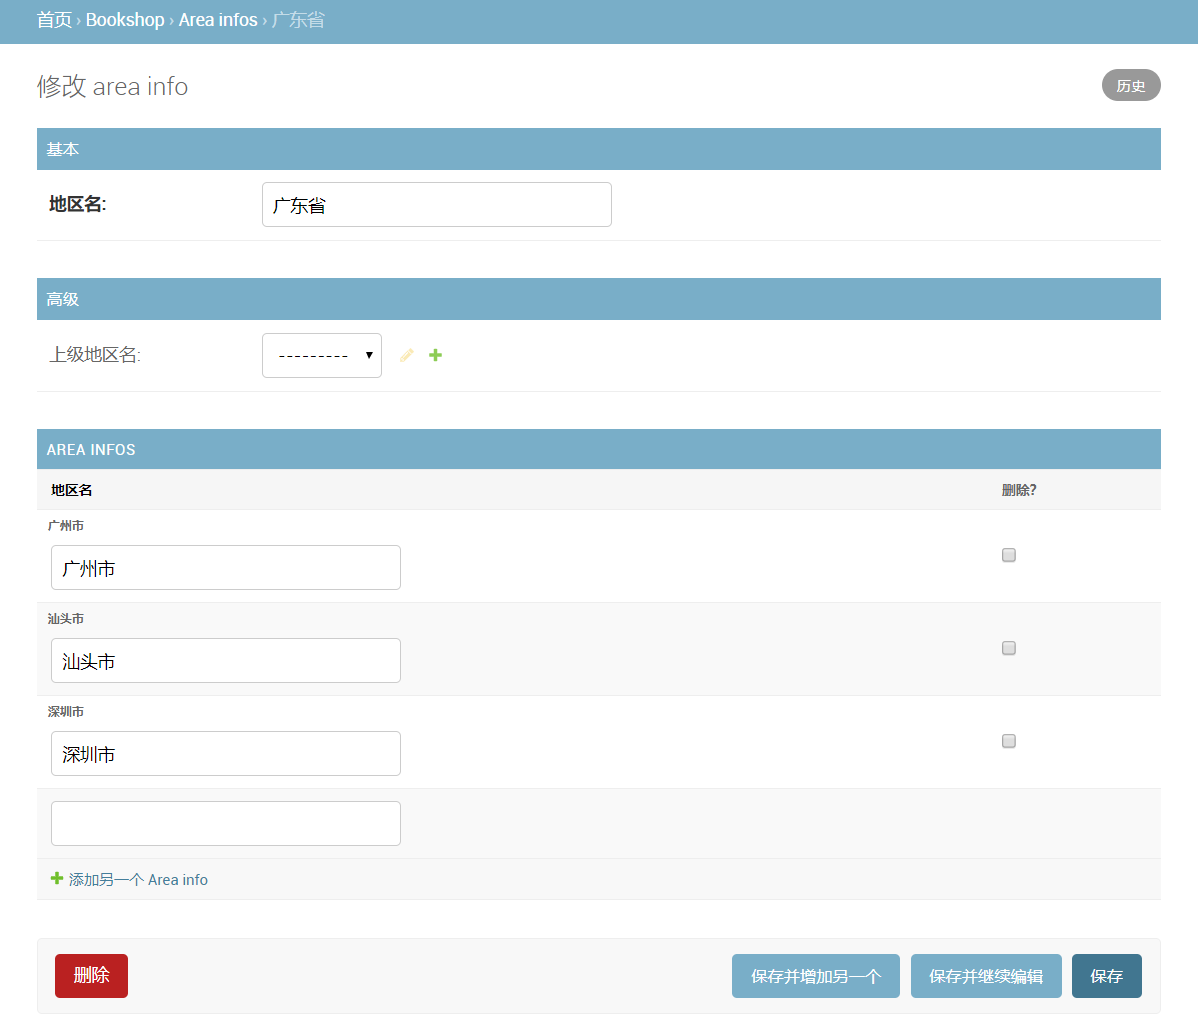 首页 › Bookshop › Area infos › 广东省
修改 area info
历史
基本
地区名:
广东省
高级
上级地区名:
---------
AREA INFOS
地区名
删除?
广州市
广州市
汕头市
汕头市
深圳市
深圳市
添加另一个 Area info
删除
保存并增加另一个
保存并继续编辑
保存